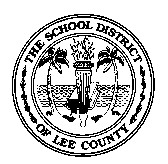 THE SCHOOL DISTRICT
OF LEE COUNTY